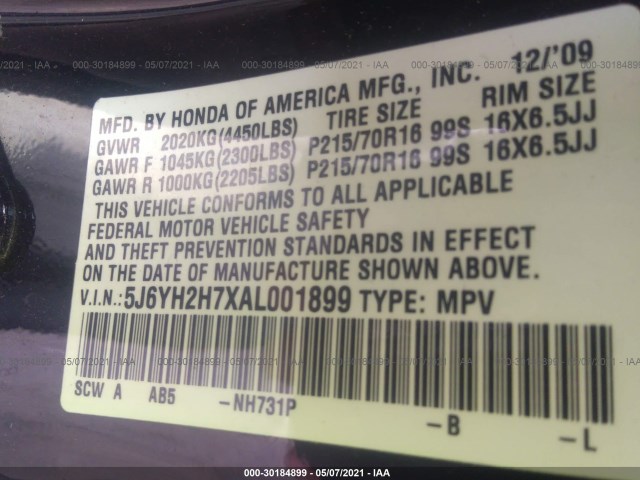 000-30184899 - 05/07/2021 - IAA
MFD. BY HONDA OF AMERICA MFG., INC. 12/'09
GVWR 2020KG(4450LBS) TIRE SIZE RIM SIZE
GAWR F 1045KG(2300LBS) P215/70R16 99S 16X6.5JJ
GAWR R 1000KG(2205LBS) P215/70R16 99S 16X6.5JJ
THIS VEHICLE CONFORMS TO ALL APPLICABLE
FEDERAL MOTOR VEHICLE SAFETY
AND THEFT PREVENTION STANDARDS IN EFFECT
ON THE DATE OF MANUFACTURE SHOWN ABOVE.
V.I.N.:5J6YH2H7XAL001899 TYPE: MPV
SCW A AB5 -NH731P -B -L
000-30184899 - 05/07/2021 - IAA